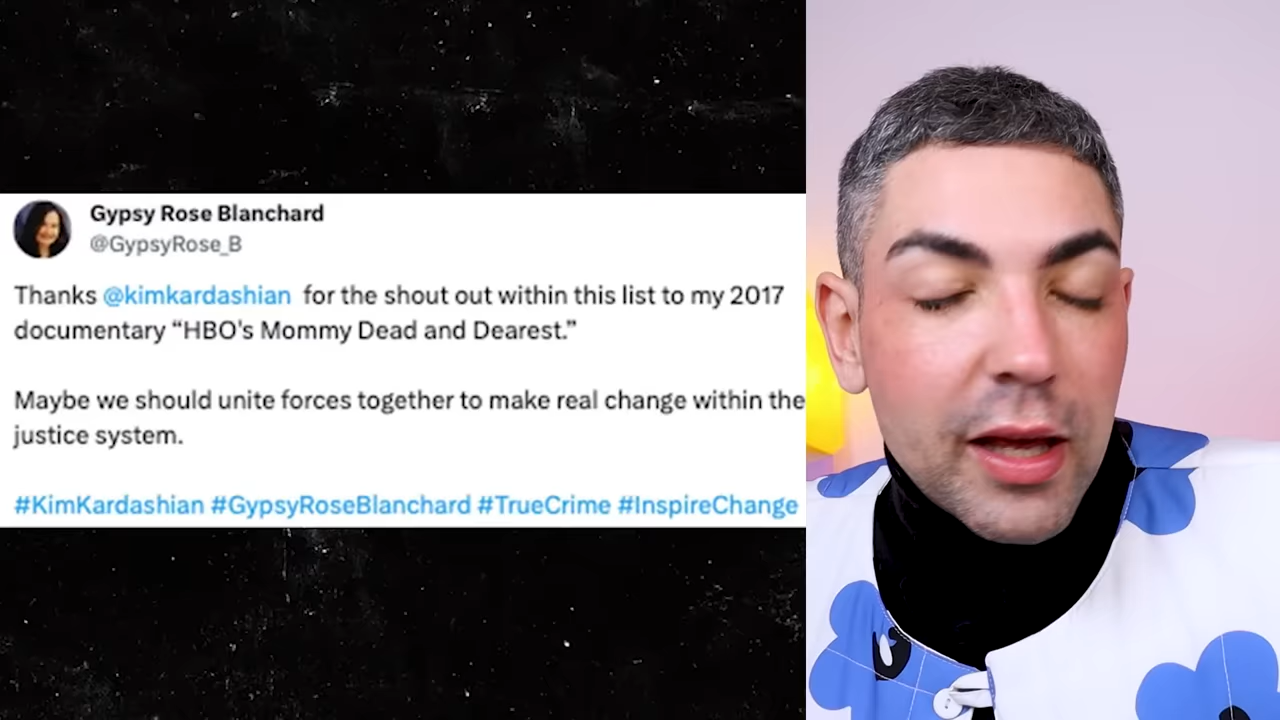 Gypsy Rose Blanchard
@GypsyRose_B
Thanks @kimkardashian for the shout out within this list to my 2017
documentary “HBO's Mommy Dead and Dearest.”
Maybe we should unite forces together to make real change within the
justice system.
#KimKardashian #GypsyRoseBlanchard #TrueCrime #InspireChange